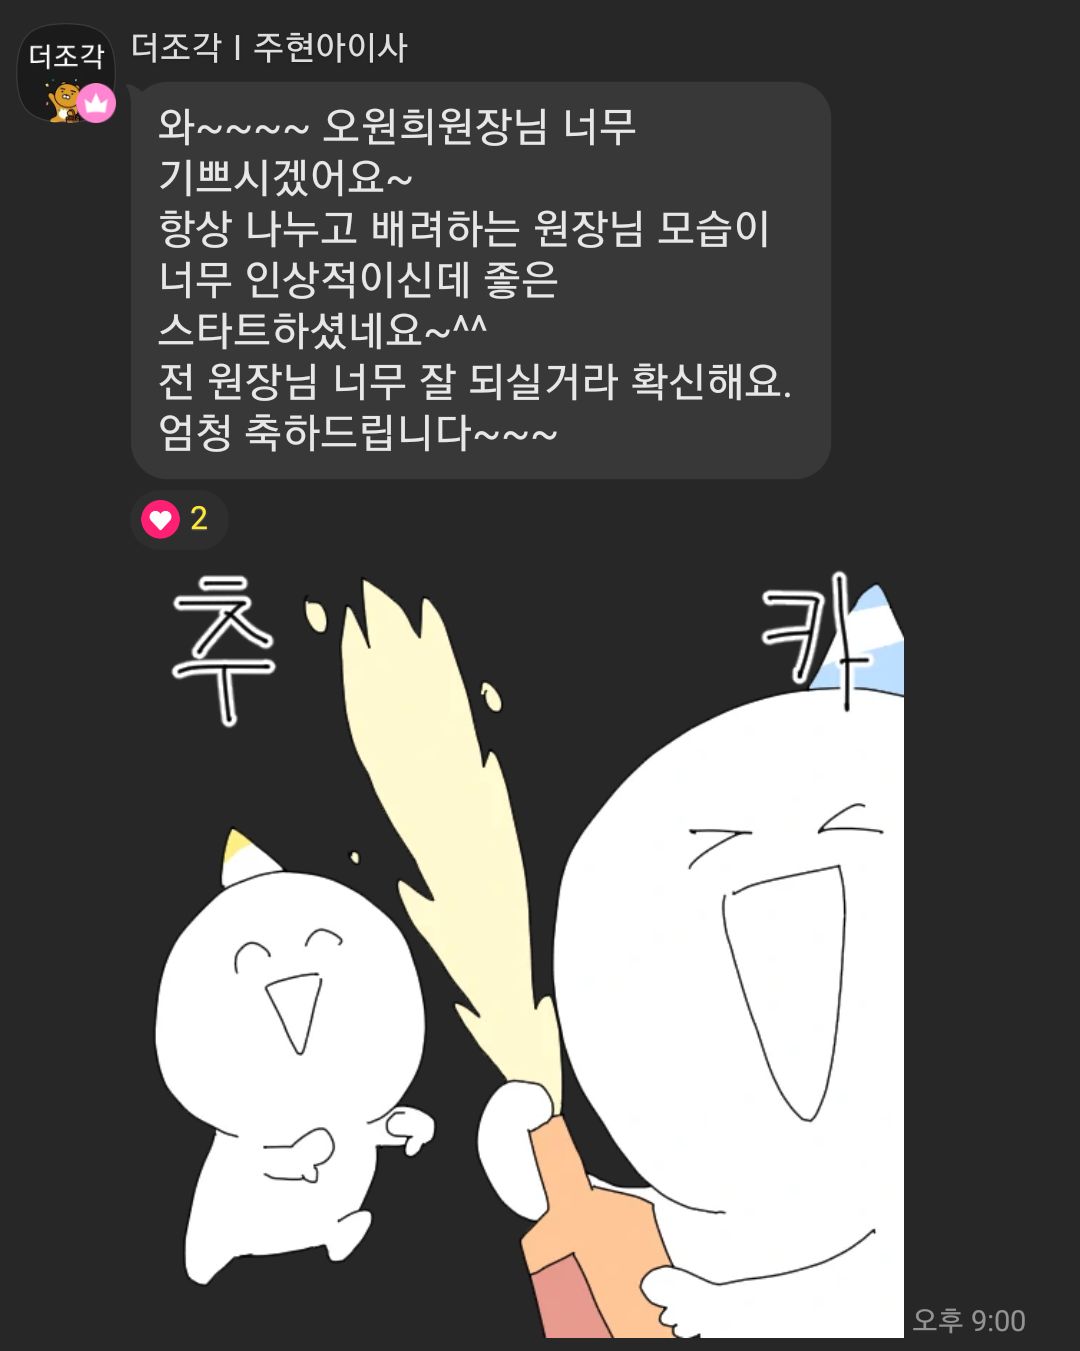 더조각
더조각 I 주현아이사
와~~~~ 오원희원장님 너무
기쁘시겠어요~
항상 나누고 배려하는 원장님 모습이
너무 인상적이신데 좋은
스타트하셨네요~^^
전 원장님 너무 잘 되실거라 확신해요.
엄청 축하드립니다~~~
2
추 카
오후 9:00